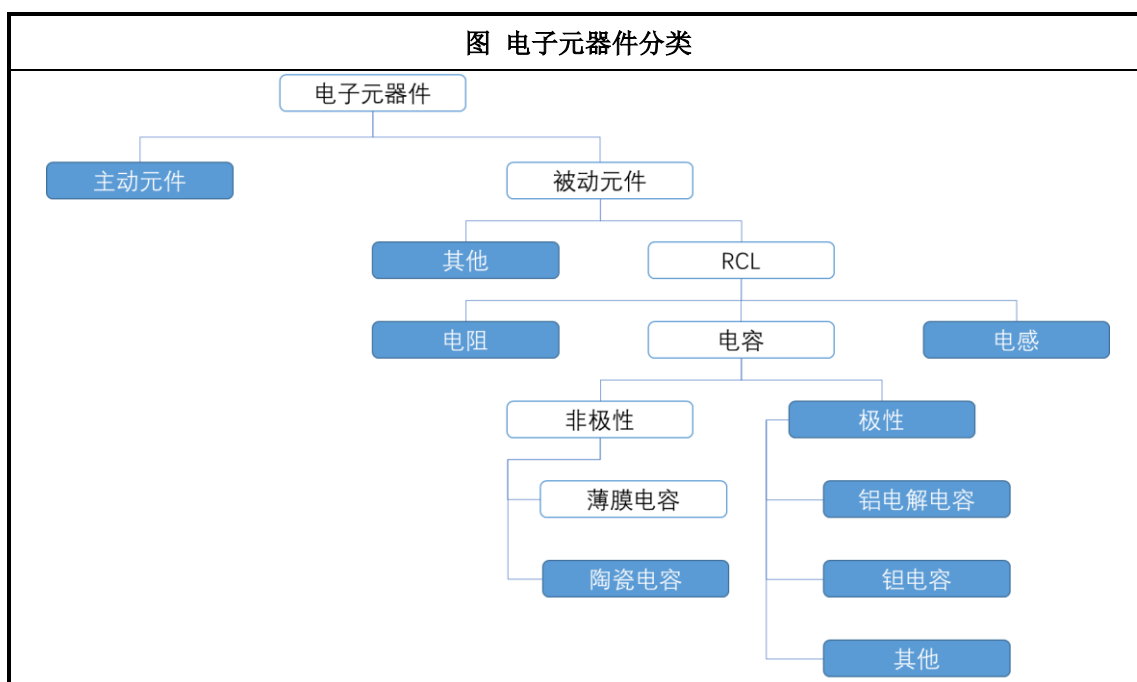 图 电子元器件分类
电子元器件
主动元件
被动元件
其他
RCL
电阻
电容
电感
非极性
极性
薄膜电容
铝电解电容
陶瓷电容
钽电容
其他